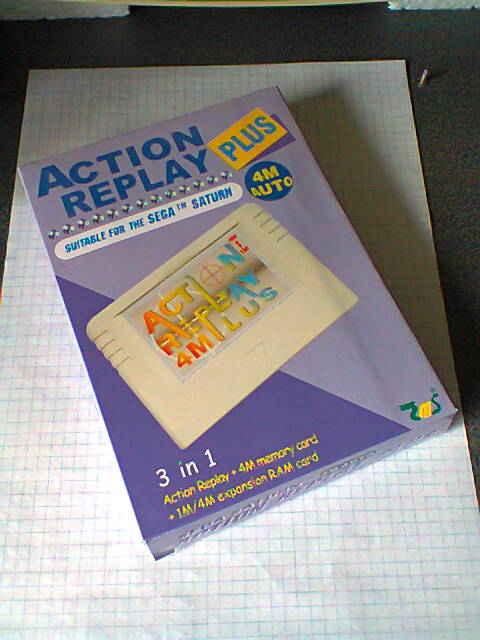 ACTION
REPLAY
PLUS
4M
AUTO
SUITABLE FOR THE SEGA™ SATURN
ACTION
REPLAY
4M PLUS
3 in 1
Action Replay + 4M memory card
+ 1M/4M expansion RAM card